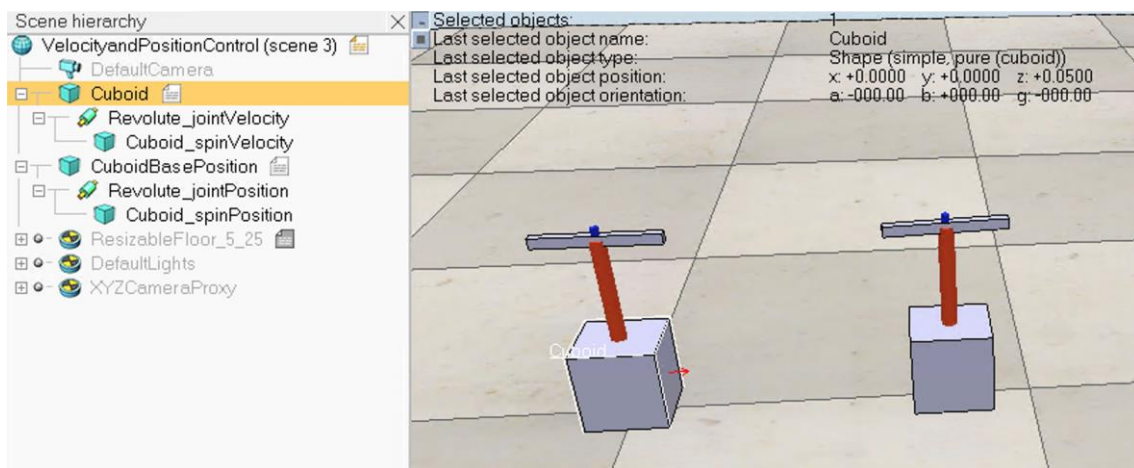 Scene hierarchy
VelocityandPositionControl (scene 3)
DefaultCamera
Cuboid
Revolute_jointVelocity
Cuboid_spinVelocity
CuboidBasePosition
Revolute_jointPosition
Cuboid_spinPosition
ResizableFloor_5_25
DefaultLights
XYZCameraProxy
Selected objects: 1
Last selected object name: Cuboid
Last selected object type: Shape (simple, pure (cuboid))
Last selected object position: x: +0.0000 y: +0.0000 z: +0.0500
Last selected object orientation: a: -000.00 b: +000.00 g: -000.00
Cuboid